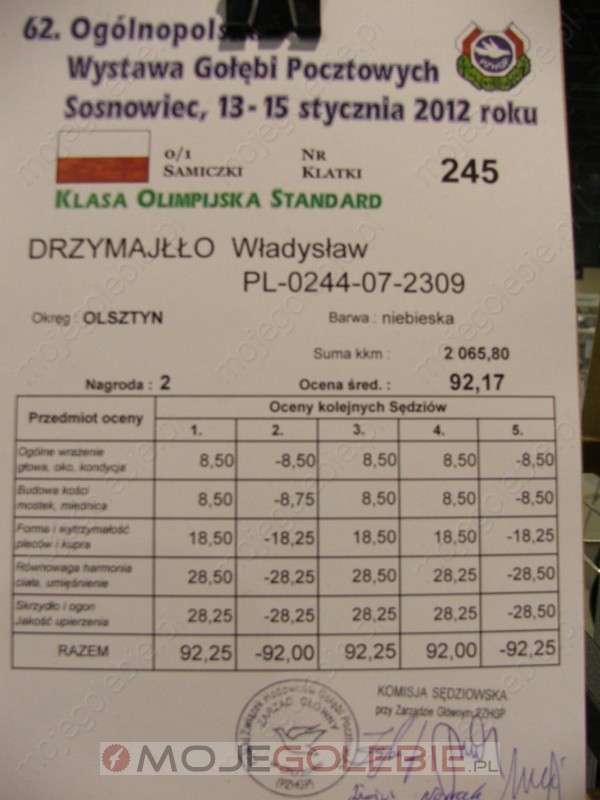 62. Ogólnopolska
Wystawa Gołębi Pocztowych
Sosnowiec, 13-15 stycznia 2012 roku
0/1 SAMICZKI NR KLATKI 245
KLASA OLIMPIJSKA STANDARD
DRZYMAJŁŁO Władysław
PL-0244-07-2309
Okręg : OLSZTYN Barwa : niebieska
Suma kkm : 2 065,80
Nagroda : 2 Ocena śred. : 92,17
Przedmiot oceny Oceny kolejnych Sędziów
1. 2. 3. 4. 5.
Ogólne wrażenie głowa, oko, kondycja 8,50 -8,50 8,50 8,50 -8,50
Budowa kości mostek, miednica 8,50 -8,75 8,50 8,50 -8,50
Forma i wytrzymałość pleców i kupra 18,50 -18,25 18,50 18,50 -18,25
Równowaga harmonia ciała, umięśnienie 28,50 -28,25 28,50 28,25 -28,50
Skrzydło i ogon Jakość upierzenia 28,25 -28,25 28,25 28,25 -28,50
RAZEM 92,25 -92,00 92,25 92,00 -92,25
KOMISJA SĘDZIOWSKA
przy Zarządzie Głównym PZHGP
ZARZĄD GŁÓWNY
(PZHGP)
MOJEGOLEBIE.PL
mojegolebie.pl